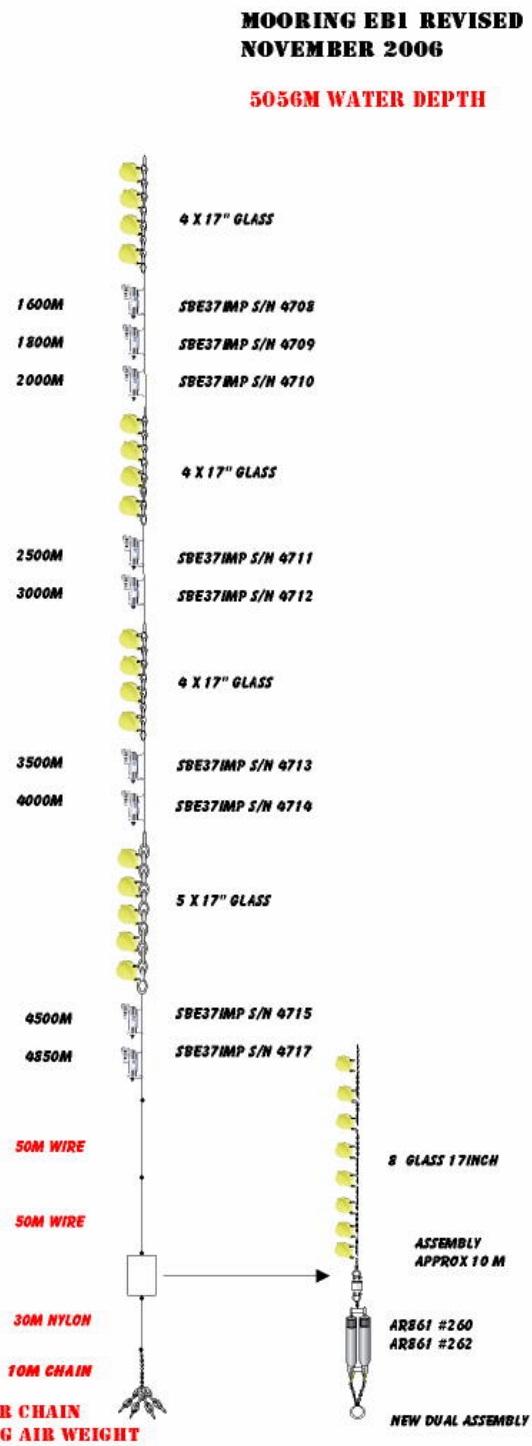 MOORING EB1 REVISED
NOVEMBER 2006
5056M WATER DEPTH
4 X 17" GLASS
1600M SBE37IMP S/N 4708
1800M SBE37IMP S/N 4709
2000M SBE37IMP S/N 4710
4 X 17" GLASS
2500M SBE37IMP S/N 4711
3000M SBE37IMP S/N 4712
4 X 17" GLASS
3500M SBE37IMP S/N 4713
4000M SBE37IMP S/N 4714
5 X 17" GLASS
4500M SBE37IMP S/N 4715
4850M SBE37IMP S/N 4717
50M WIRE
8 GLASS 17INCH
50M WIRE
ASSEMBLY
APPROX 10 M
30M NYLON
AR861 #260
AR861 #262
10M CHAIN
R CHAIN
G AIR WEIGHT
NEW DUAL ASSEMBLY